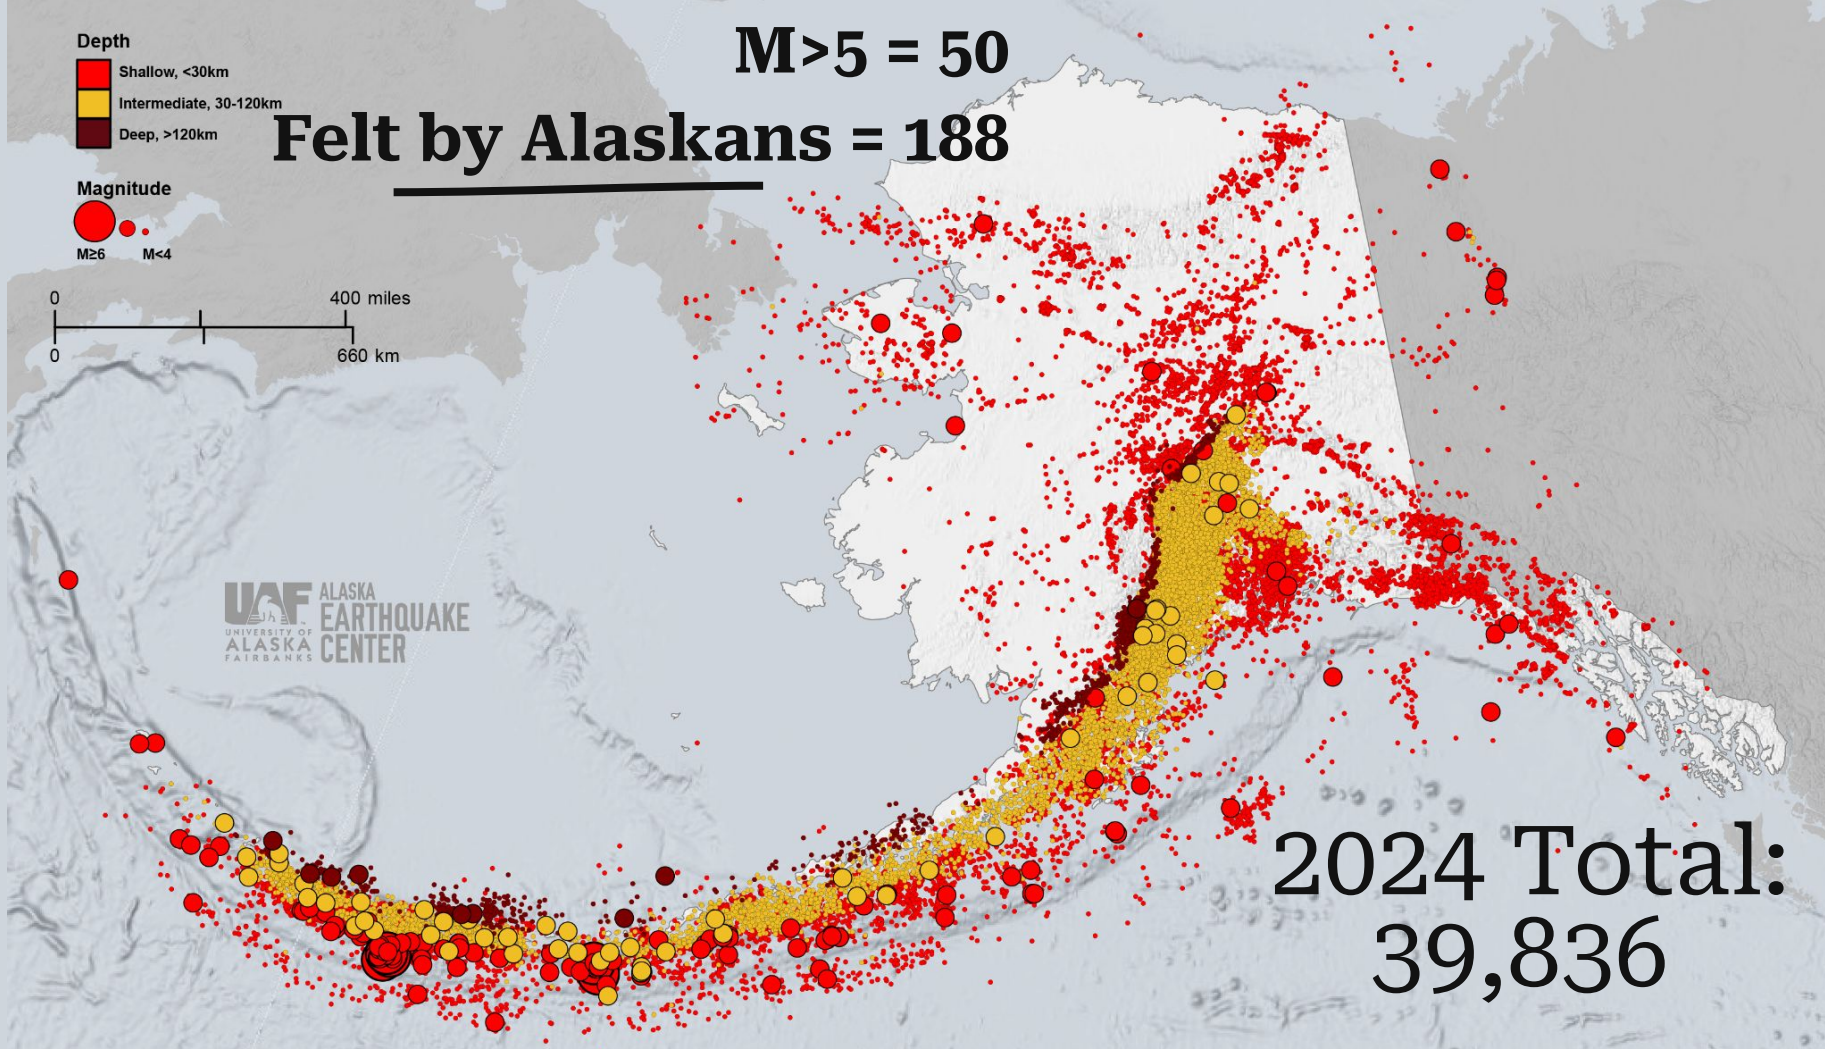 M>5 = 50
Felt by Alaskans = 188
Depth
Shallow, <30km
Intermediate, 30-120km
Deep, >120km
Magnitude
M≥6 M<4
0 400 miles
0 660 km
UAF
UNIVERSITY OF
ALASKA
FAIRBANKS
ALASKA
EARTHQUAKE
CENTER
2024 Total:
39,836